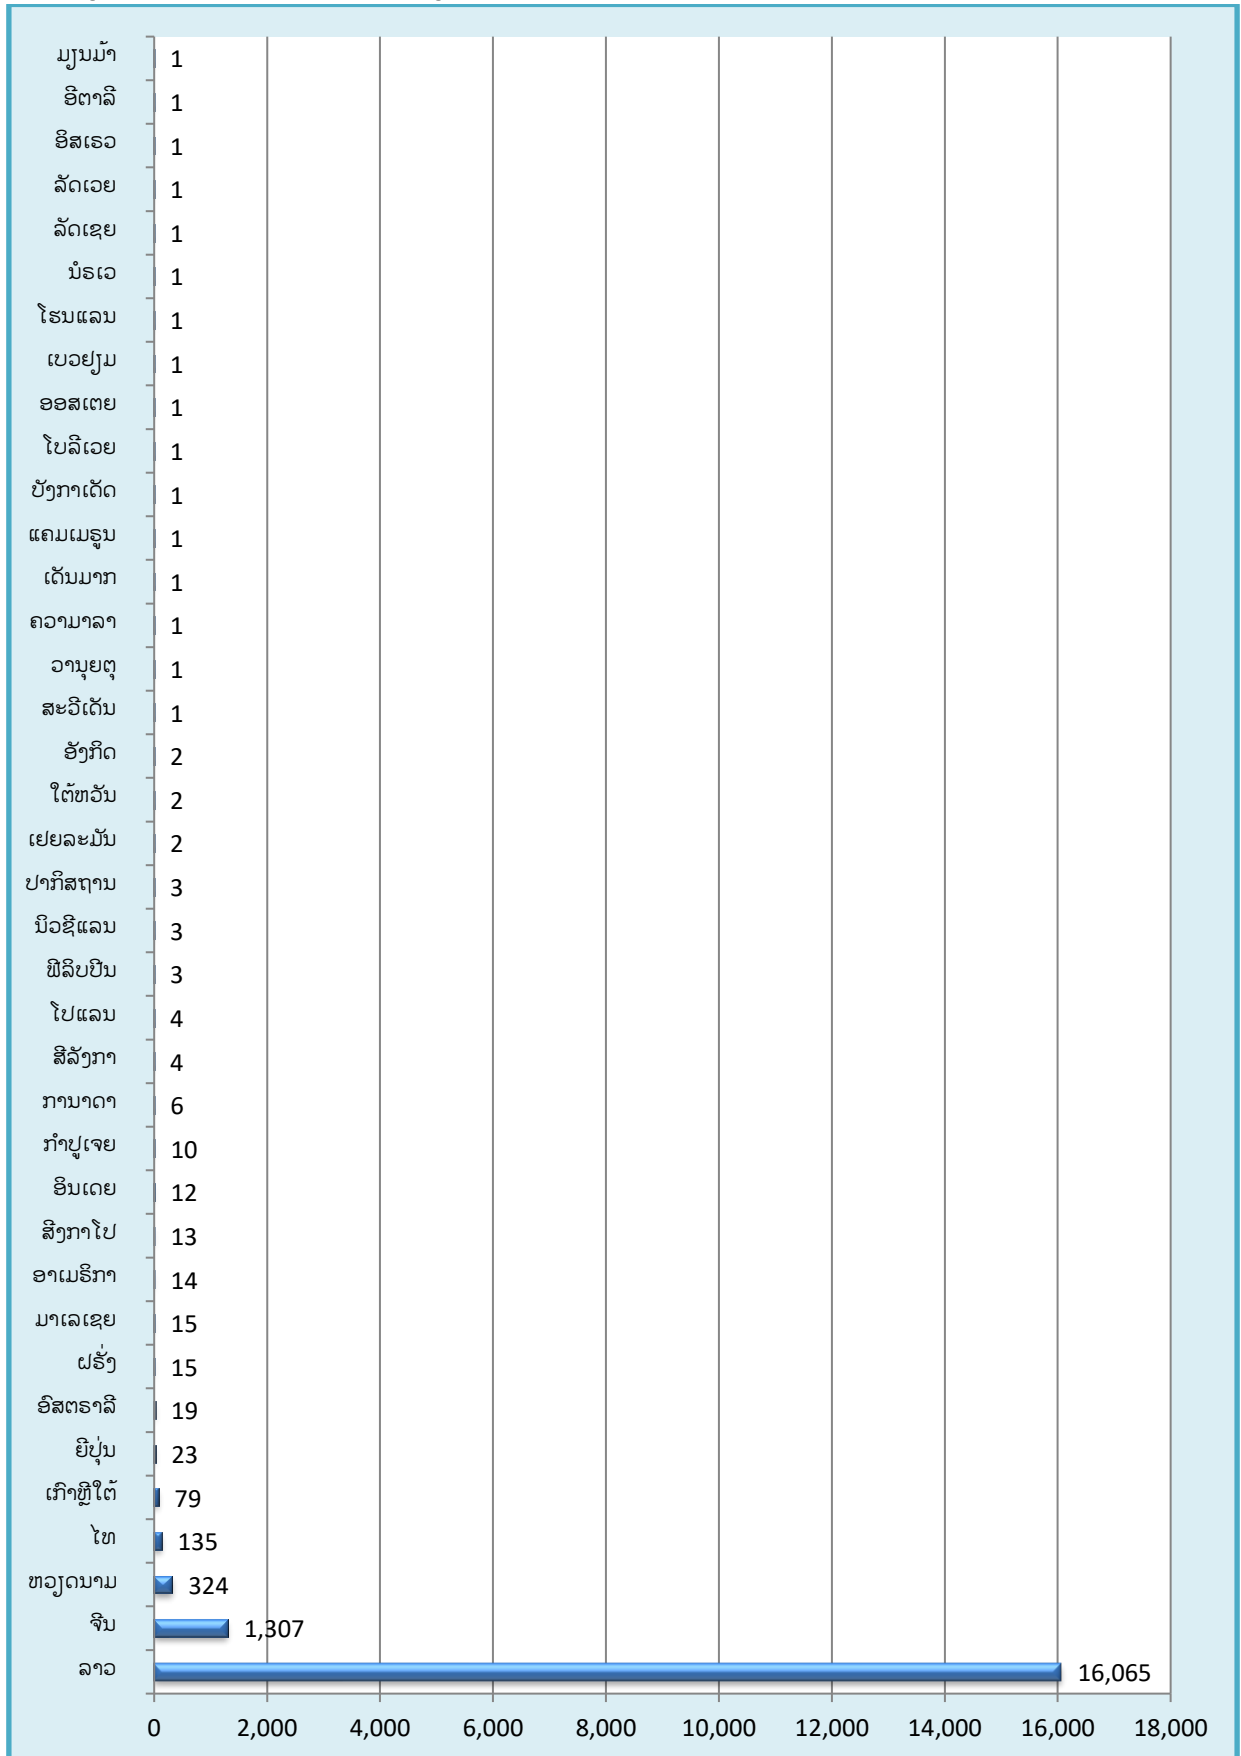 ມຽນມ້າ 1
ອີຕາລີ 1
ອິສເຣວ 1
ລັດເວຍ 1
ລັດເຊຍ 1
ນໍຣເວ 1
ໂຮນແລນ 1
ເບວຢຽມ 1
ອອສເຕຍ 1
ໂບລີເວຍ 1
ບັງກາເດັດ 1
ແຄມເມຣູນ 1
ເດັນມາກ 1
ຄວາມາລາ 1
ວານຸຍຕຸ 1
ສະວີເດັນ 1
ອັງກິດ 2
ໃຕ້ຫວັນ 2
ເຢຍລະມັນ 2
ປາກິສຖານ 3
ນິວຊີແລນ 3
ຟີລິບປີນ 3
ໂປແລນ 4
ສີລັງກາ 4
ການາດາ 6
ກຳປູເຈຍ 10
ອິນເດຍ 12
ສີງກາໂປ 13
ອາເມຣິກາ 14
ມາເລເຊຍ 15
ຝຣັ່ງ 15
ອົສຕຣາລີ 19
ຍີປຸ່ນ 23
ເກົາຫຼີໃຕ້ 79
ໄທ 135
ຫວຽດນາມ 324
ຈີນ 1,307
ລາວ 16,065
0 2,000 4,000 6,000 8,000 10,000 12,000 14,000 16,000 18,000